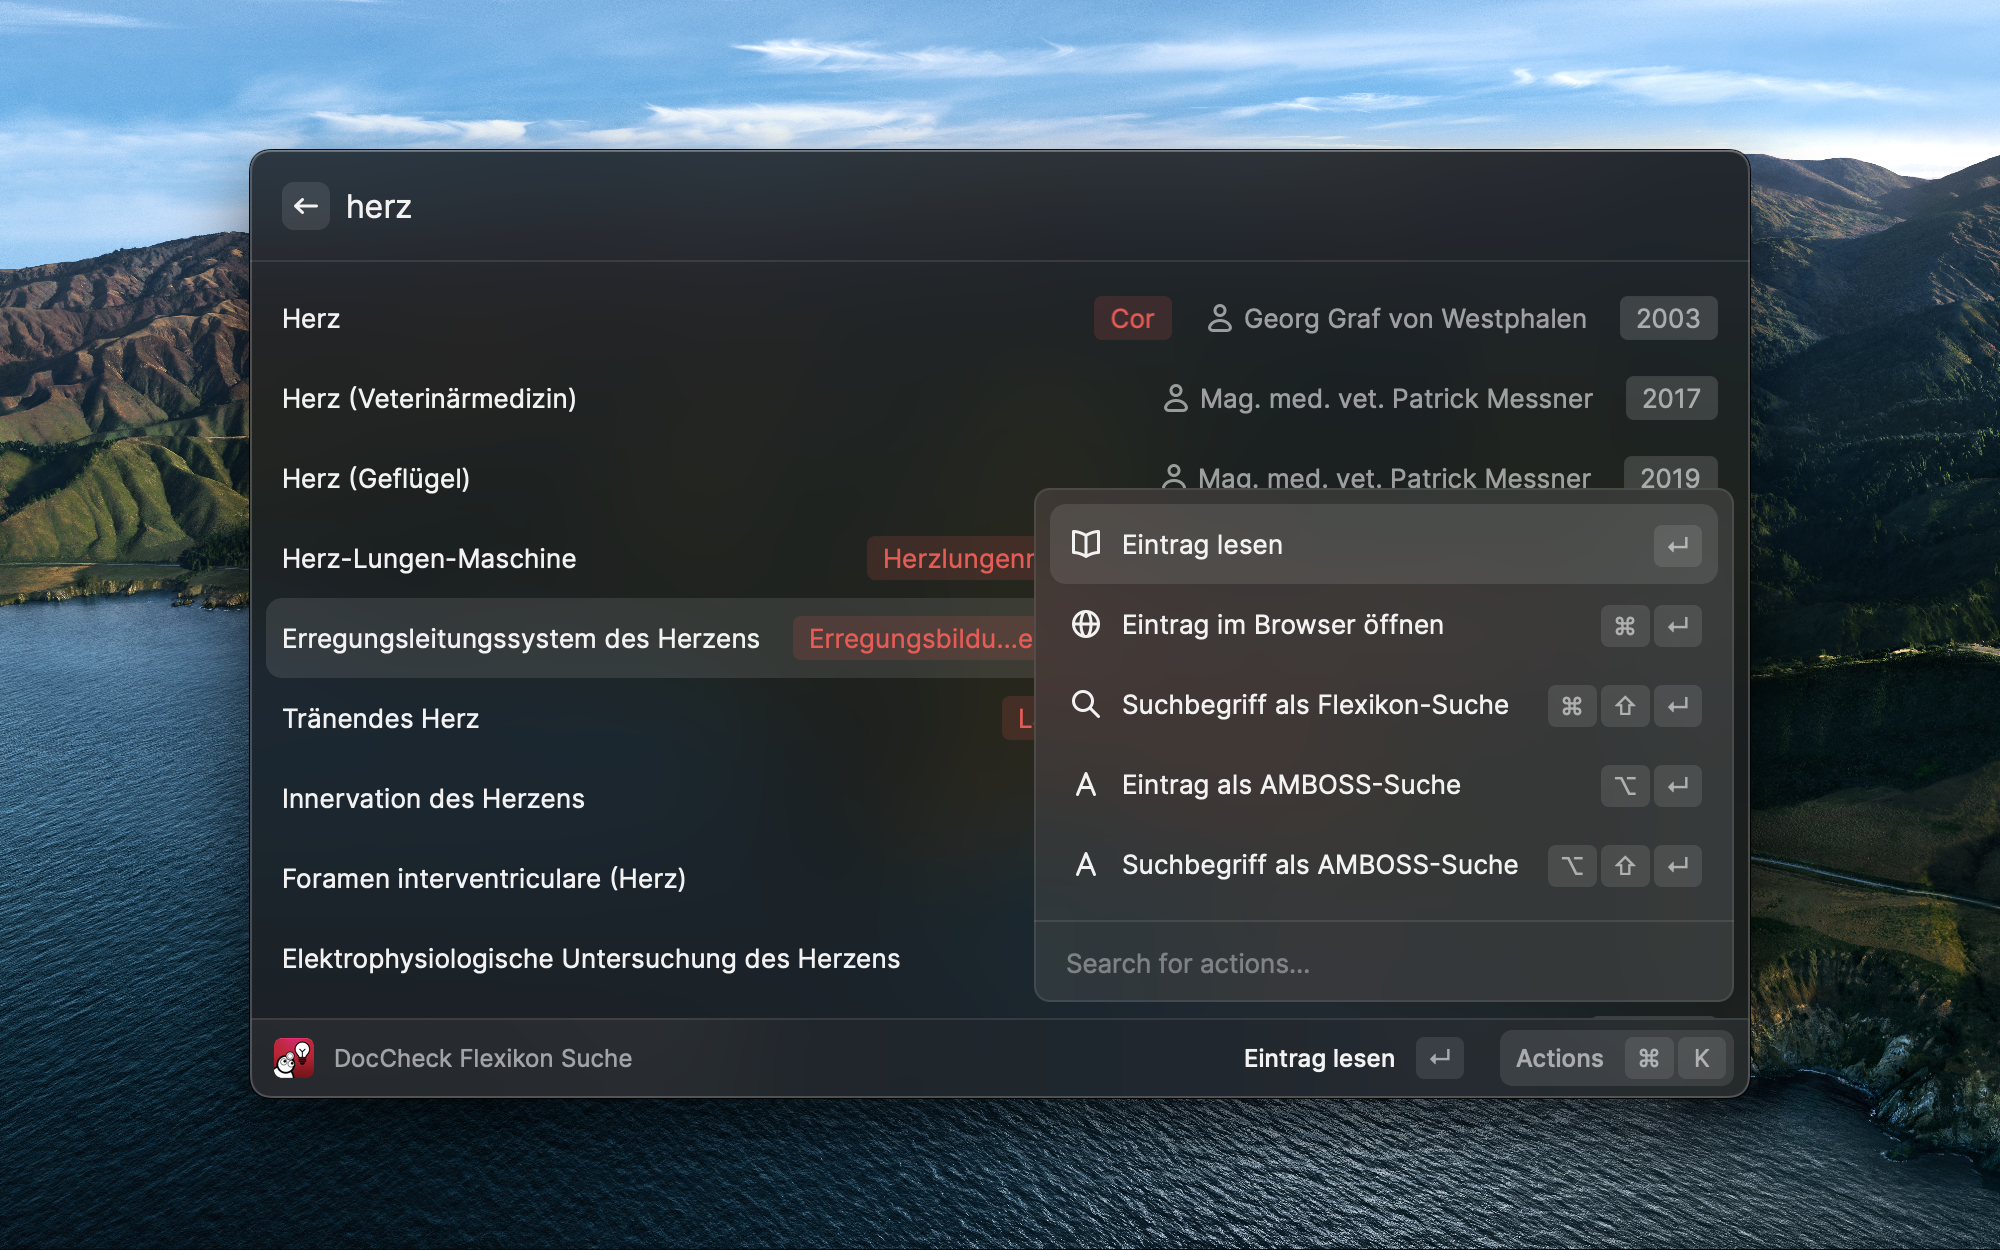 herz
Herz Cor Georg Graf von Westphalen 2003
Herz (Veterinärmedizin) Mag. med. vet. Patrick Messner 2017
Herz (Geflügel) Mag. med. vet. Patrick Messner 2019
Herz-Lungen-Maschine
Erregungsleitungssystem des Herzens Erregungsbildu...e
Tränendes Herz L
Innervation des Herzens
Foramen interventriculare (Herz)
Elektrophysiologische Untersuchung des Herzens
Eintrag lesen ↵
Eintrag im Browser öffnen ⌘ ↵
Suchbegriff als Flexikon-Suche ⌘ ⇧ ↵
A Eintrag als AMBOSS-Suche ⌥ ↵
A Suchbegriff als AMBOSS-Suche ⌥ ⇧ ↵
Search for actions...
DocCheck Flexikon Suche Eintrag lesen ↵ Actions ⌘ K